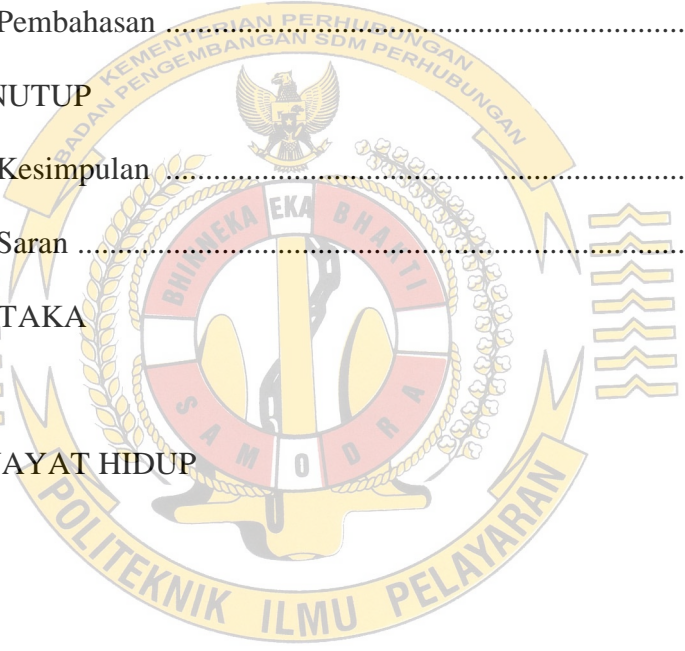 Pembahasan ........................................................
KEMENTERIAN PERHUBUNGAN
BADAN PENGEMBANGAN SDM PERHUBUNGAN
NUTUP
Kesimpulan ........................................................
EKA
BHINNEKA BHAKTI
Saran ................................................................
TAKA
SAMODRA
WAYAT HIDUP
POLITEKNIK ILMU PELAYARAN